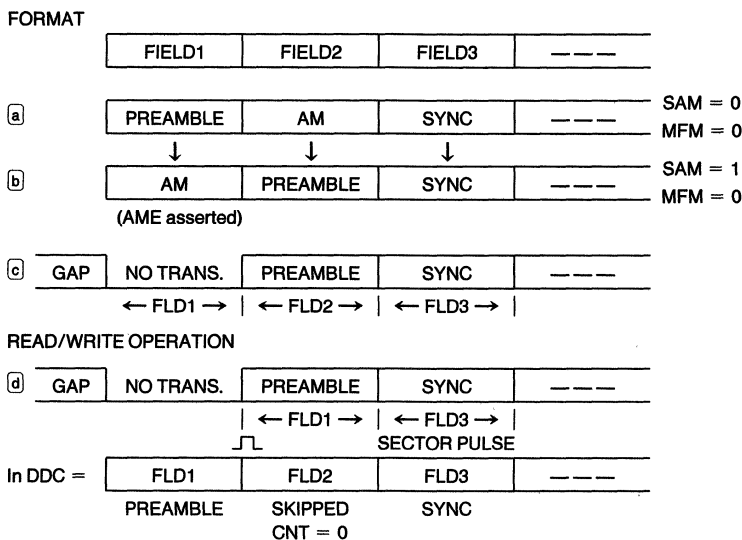 FORMAT
FIELD1 FIELD2 FIELD3 ———
a PREAMBLE AM SYNC ——— SAM = 0
MFM = 0
↓ ↓ ↓
b AM PREAMBLE SYNC ——— SAM = 1
MFM = 0
(AME asserted)
c GAP NO TRANS. PREAMBLE SYNC ———
← FLD1 → | ← FLD2 → | ← FLD3 → |
READ/WRITE OPERATION
d GAP NO TRANS. PREAMBLE SYNC ———
| ← FLD1 → | ← FLD3 → |
SECTOR PULSE
In DDC = FLD1 FLD2 FLD3 ———
PREAMBLE SKIPPED SYNC
CNT = 0